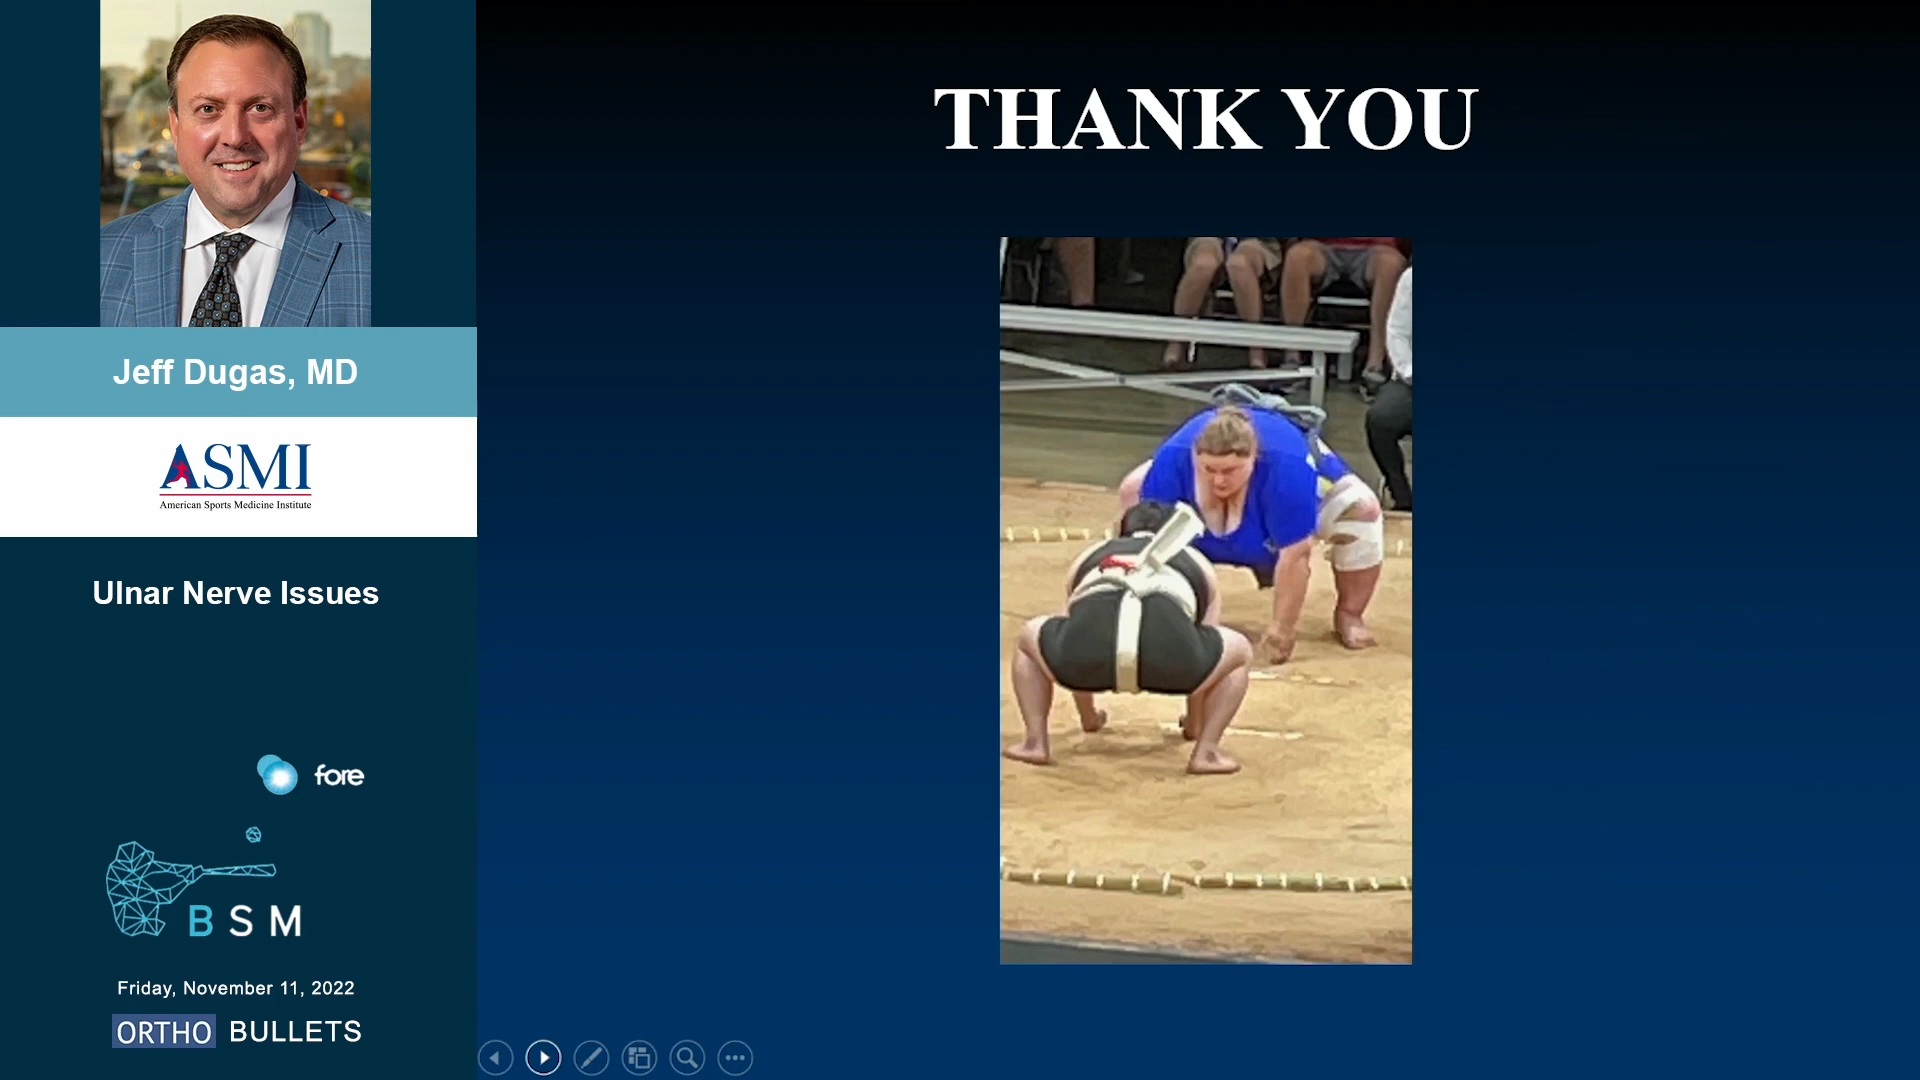 Jeff Dugas, MD
ASMI
American Sports Medicine Institute
Ulnar Nerve Issues
fore
BSM
Friday, November 11, 2022
ORTHO BULLETS
THANK YOU